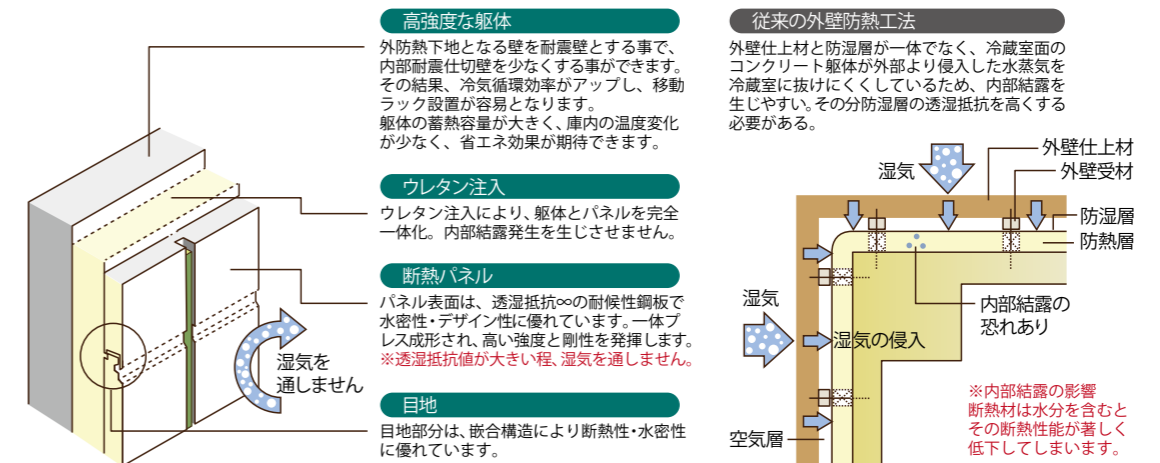 高強度な躯体
外防熱下地となる壁を耐震壁とする事で、
内部耐震仕切壁を少なくする事ができます。
その結果、冷気循環効率がアップし、移動
ラック設置が容易となります。
躯体の蓄熱容量が大きく、庫内の温度変化
が少なく、省エネ効果が期待できます。
ウレタン注入
ウレタン注入により、躯体とパネルを完全
一体化。内部結露発生を生じさせません。
断熱パネル
パネル表面は、透湿抵抗∞の耐候性鋼板で
水密性・デザイン性に優れています。一体プ
レス成形され、高い強度と剛性を発揮します。
※透湿抵抗値が大きい程、湿気を通しません。
目地
目地部分は、嵌合構造により断熱性・水密性
に優れています。
湿気を
通しません
従来の外壁防熱工法
外壁仕上材と防湿層が一体でなく、冷蔵室面の
コンクリート躯体が外部より侵入した水蒸気を
冷蔵室に抜けにくくしているため、内部結露を
生じやすい。その分防湿層の透湿抵抗を高くする
必要がある。
外壁仕上材
外壁受材
湿気
防湿層
防熱層
内部結露の
恐れあり
湿気
湿気の侵入
空気層
※内部結露の影響
断熱材は水分を含むと
その断熱性能が著しく
低下してしまいます。